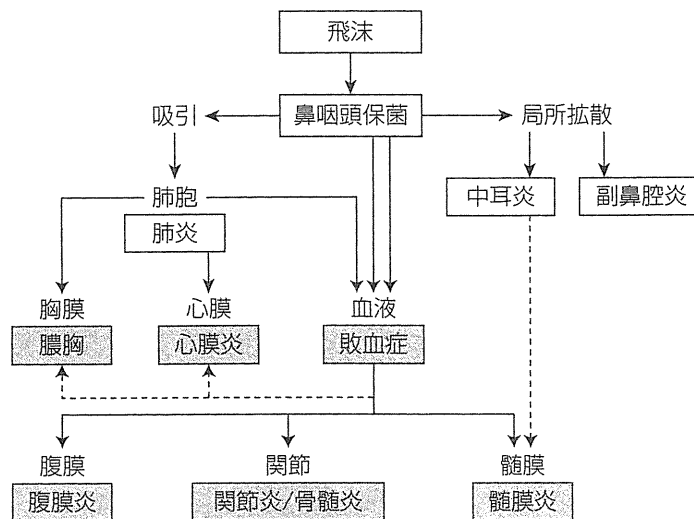 飛沫
吸引
鼻咽頭保菌
局所拡散
肺胞
中耳炎
副鼻腔炎
肺炎
胸膜
心膜
血液
膿胸
心膜炎
敗血症
腹膜
関節
髄膜
腹膜炎
関節炎/骨髄炎
髄膜炎